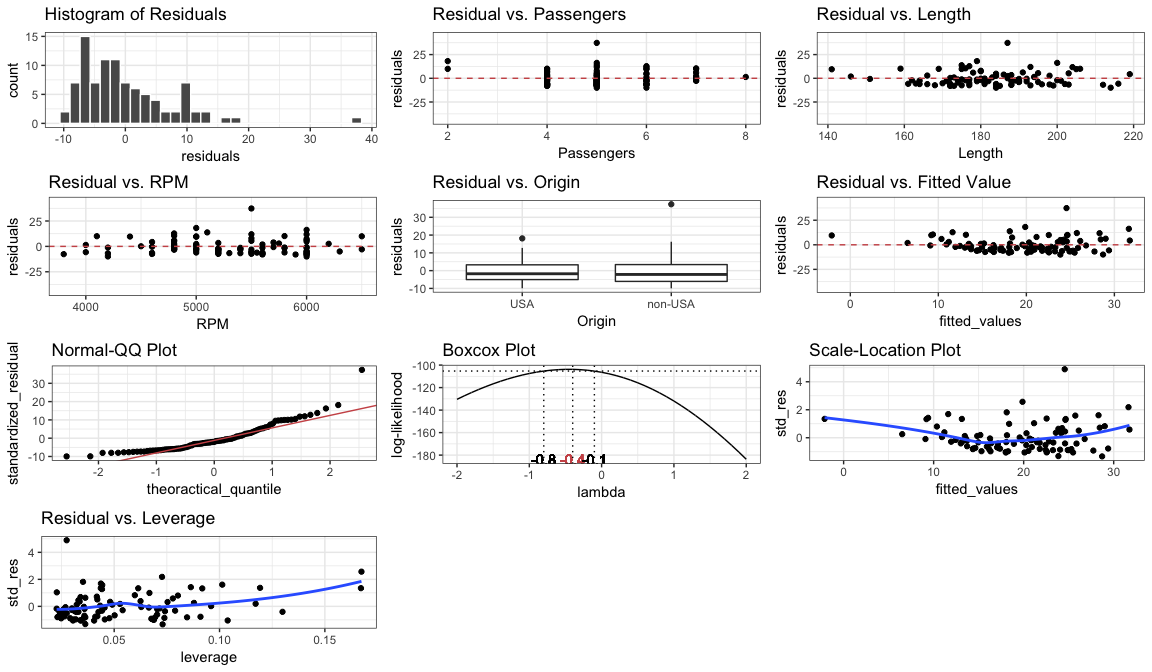 Histogram of Residuals
15
10
5
0
count
-10 0 10 20 30 40
residuals
Residual vs. Passengers
25
0
-25
residuals
2 4 6 8
Passengers
Residual vs. Length
25
0
-25
residuals
140 160 180 200 220
Length
Residual vs. RPM
25
0
-25
residuals
4000 5000 6000
RPM
Residual vs. Origin
30
20
10
0
-10
residuals
USA non-USA
Origin
Residual vs. Fitted Value
25
0
-25
residuals
0 10 20 30
fitted_values
Normal-QQ Plot
30
20
10
0
-10
standardized_residual
-2 -1 0 1 2
theoractical_quantile
Boxcox Plot
-100
-120
-140
-160
-180
log-likelihood
-0.8 -0.4 -0.1
-2 -1 0 1 2
lambda
Scale-Location Plot
4
2
0
std_res
0 10 20 30
fitted_values
Residual vs. Leverage
4
2
0
std_res
0.05 0.10 0.15
leverage